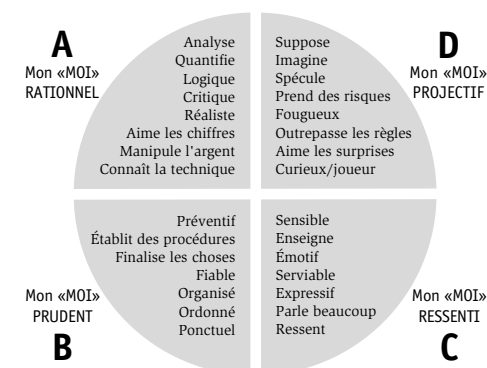 A
Mon «MOI»
RATIONNEL
Analyse
Quantifie
Logique
Critique
Réaliste
Aime les chiffres
Manipule l'argent
Connaît la technique
Suppose
Imagine
Spécule
Prend des risques
Fougueux
Outrepasse les règles
Aime les surprises
Curieux/joueur
D
Mon «MOI»
PROJECTIF
Préventif
Établit des procédures
Finalise les choses
Fiable
Organisé
Ordonné
Ponctuel
Mon «MOI»
PRUDENT
B
Sensible
Enseigne
Émotif
Serviable
Expressif
Parle beaucoup
Ressent
Mon «MOI»
RESSENTI
C